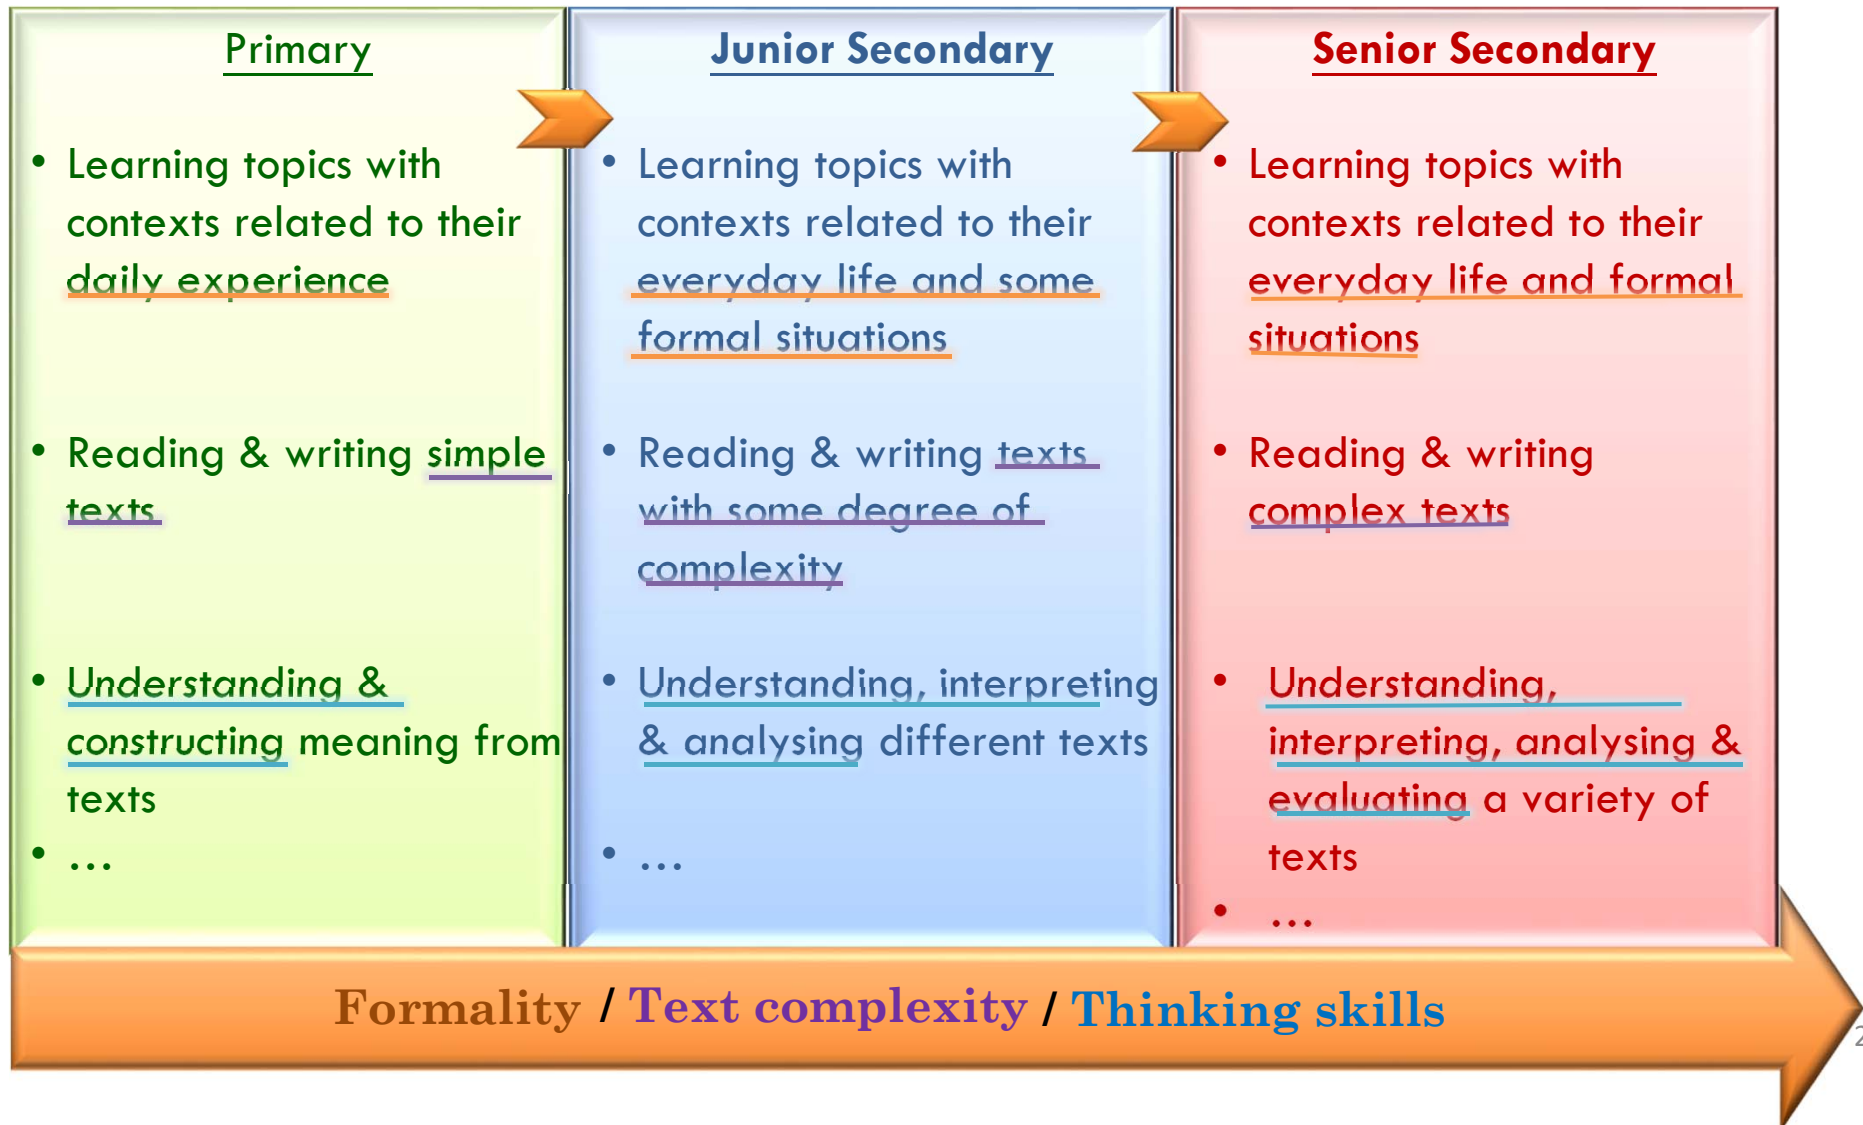 Primary
• Learning topics with
contexts related to their
daily experience
• Reading & writing simple
texts
• Understanding &
constructing meaning from
texts
• …
Junior Secondary
• Learning topics with
contexts related to their
everyday life and some
formal situations
• Reading & writing texts
with some degree of
complexity
• Understanding, interpreting
& analysing different texts
• …
Senior Secondary
• Learning topics with
contexts related to their
everyday life and formal
situations
• Reading & writing
complex texts
• Understanding,
interpreting, analysing &
evaluating a variety of
texts
• …
Formality / Text complexity / Thinking skills